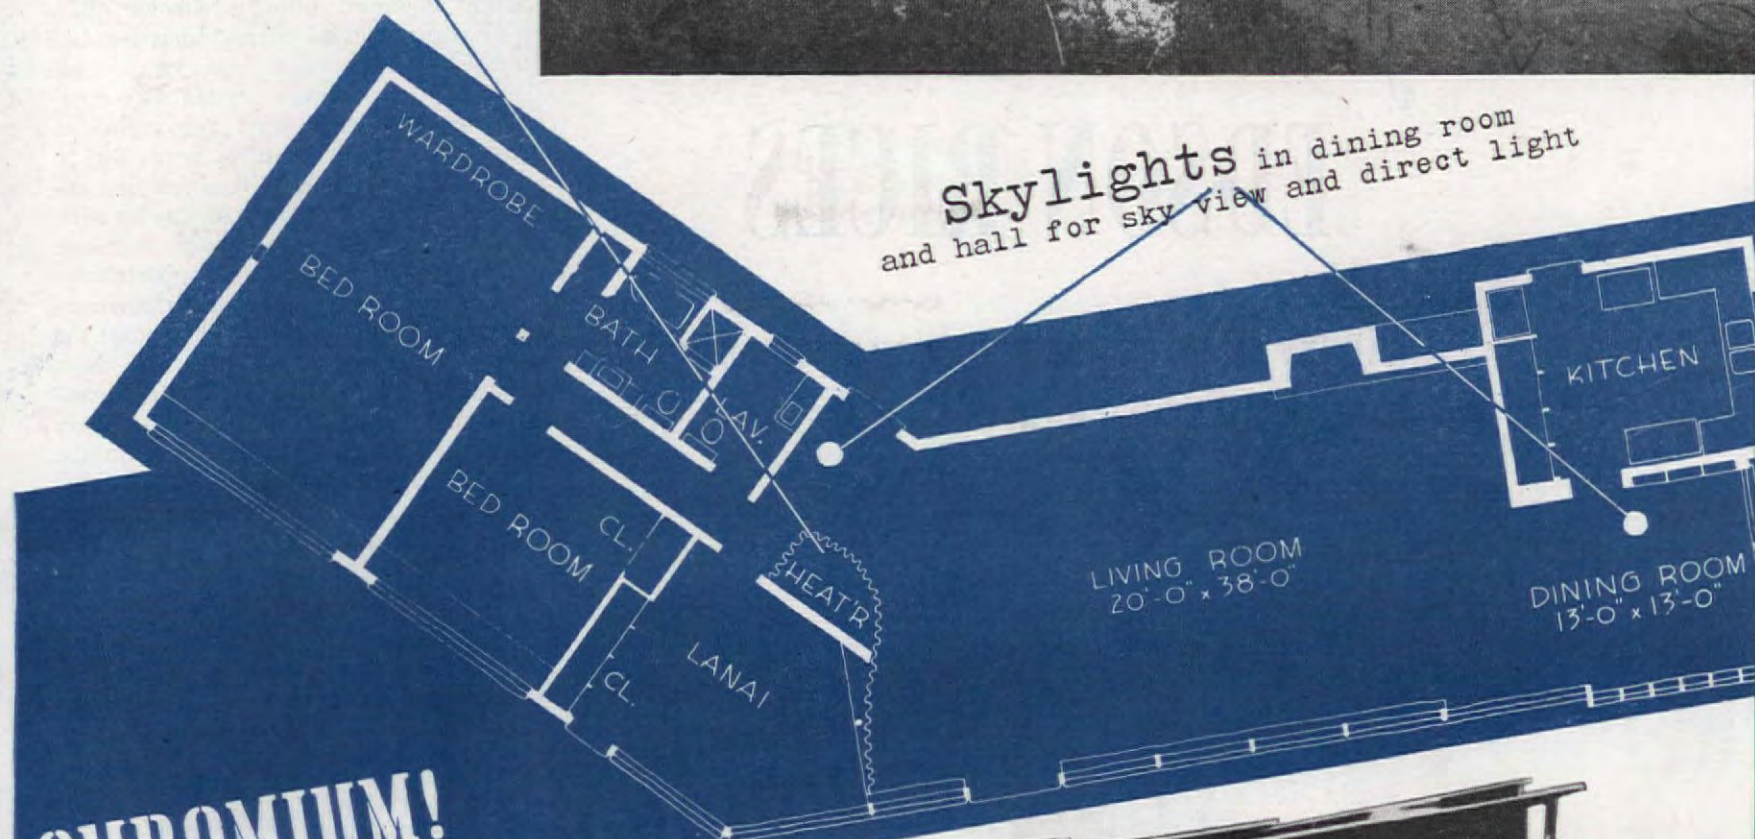 Skylights in dining room
and hall for sky view and direct light
WARDROBE
BED ROOM
BATH
LAV.
KITCHEN
BED ROOM
CL.
HEAT'R
LIVING ROOM
20'-0" x 38'-0"
DINING ROOM
13'-0" x 13'-0"
LANAI
CL.
CHROMIUM!